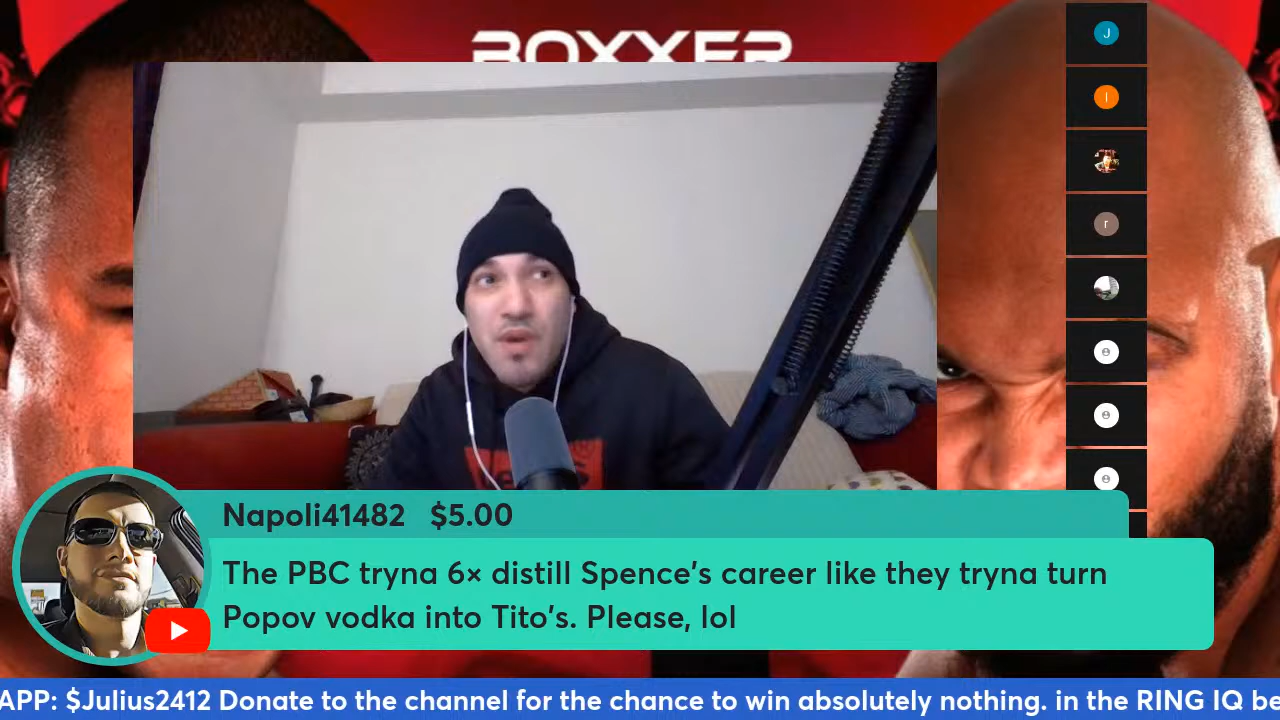 BOXXER
J
I
r
Napoli41482 $5.00
The PBC tryna 6× distill Spence's career like they tryna turn
Popov vodka into Tito's. Please, lol
APP: $Julius2412 Donate to the channel for the chance to win absolutely nothing. in the RING IQ be